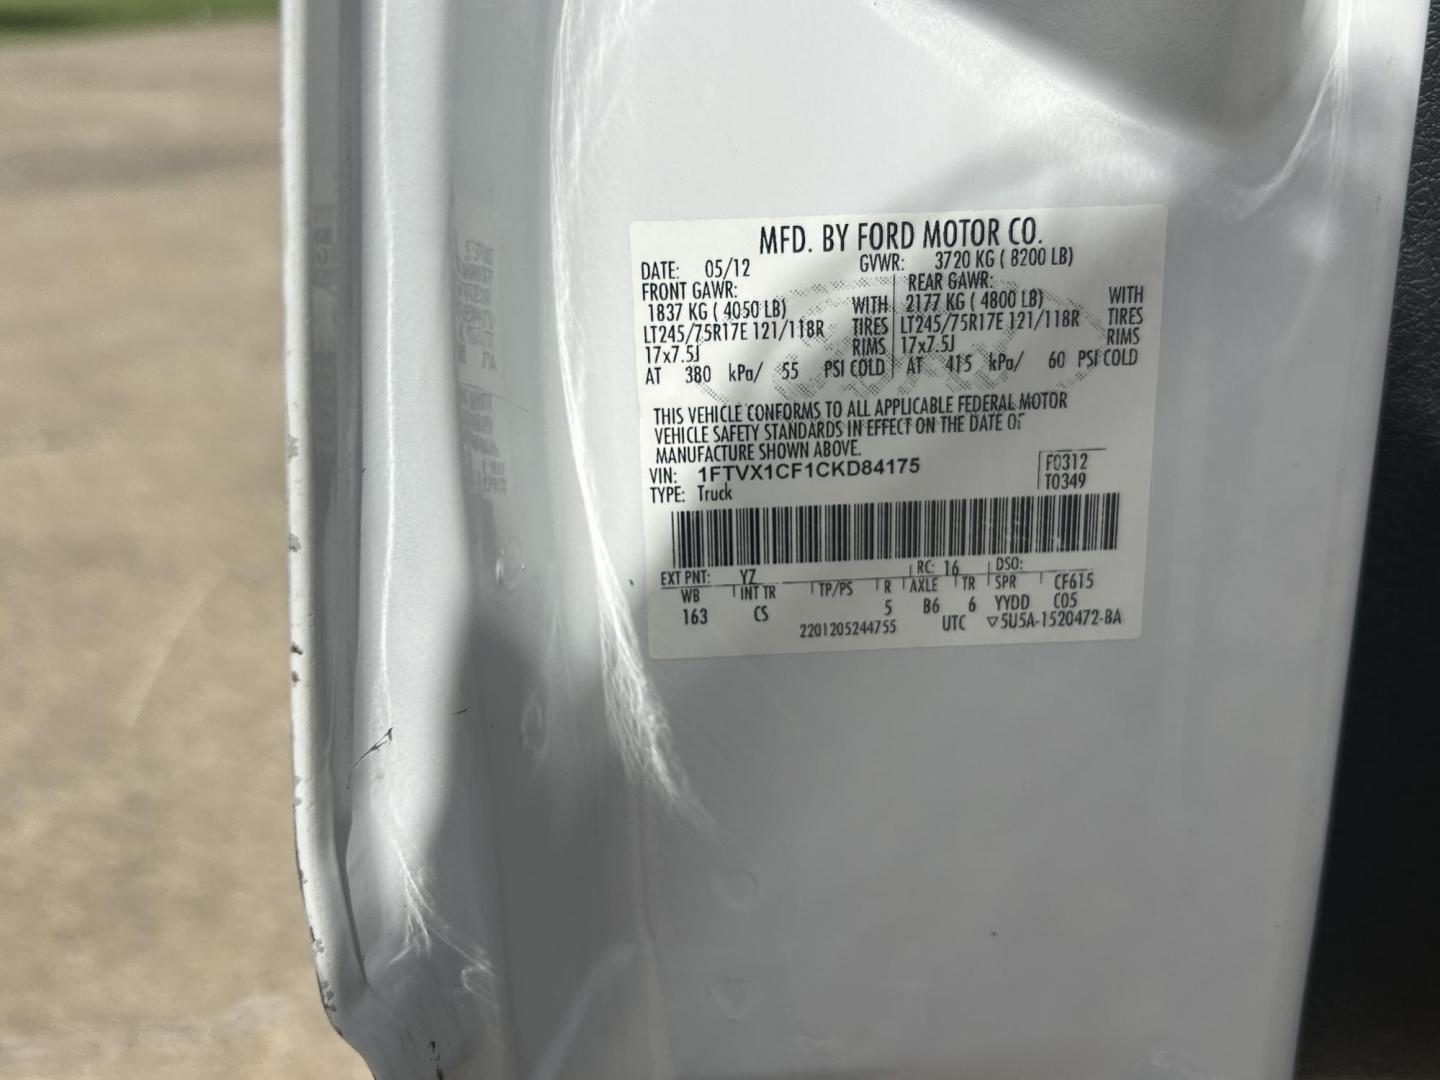 MFD. BY FORD MOTOR CO.
DATE: 05/12 GVWR: 3720 KG ( 8200 LB)
FRONT GAWR: REAR GAWR:
1837 KG ( 4050 LB) WITH 2177 KG ( 4800 LB) WITH
LT245/75R17E 121/118R TIRES LT245/75R17E 121/118R TIRES
17x7.5J RIMS 17x7.5J RIMS
AT 380 kPa/ 55 PSI COLD AT 415 kPa/ 60 PSI COLD
THIS VEHICLE CONFORMS TO ALL APPLICABLE FEDERAL MOTOR
VEHICLE SAFETY STANDARDS IN EFFECT ON THE DATE OF
MANUFACTURE SHOWN ABOVE.
VIN: 1FTVX1CF1CKD84175 F0312
TYPE: Truck T0349
EXT PNT: YZ RC: 16 DSO:
WB INT TR TP/PS R AXLE TR SPR CF615
163 CS 5 B6 6 YYDD C05
2201205244755 UTC ▽5U5A-1520472-BA